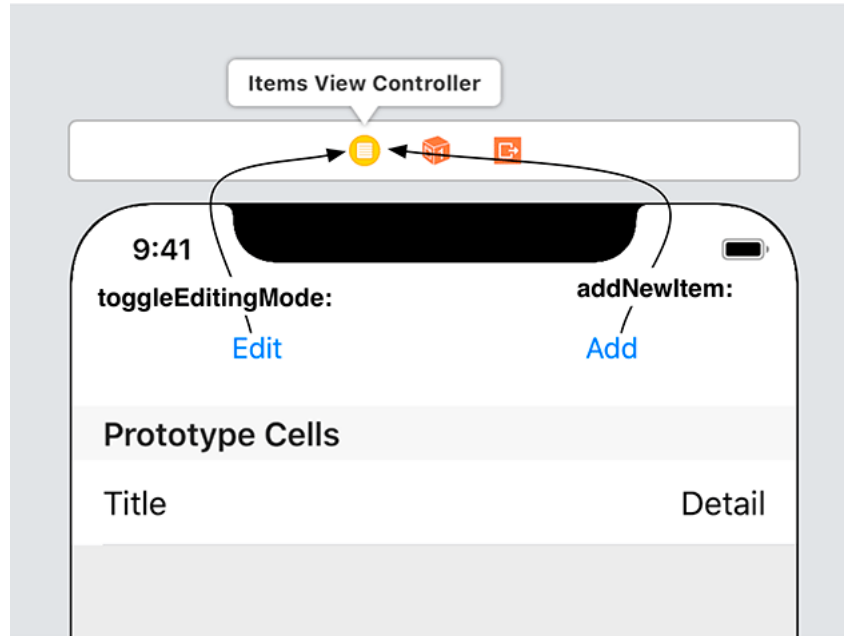 Items View Controller
9:41
toggleEditingMode:
addNewItem:
Edit
Add
Prototype Cells
Title
Detail